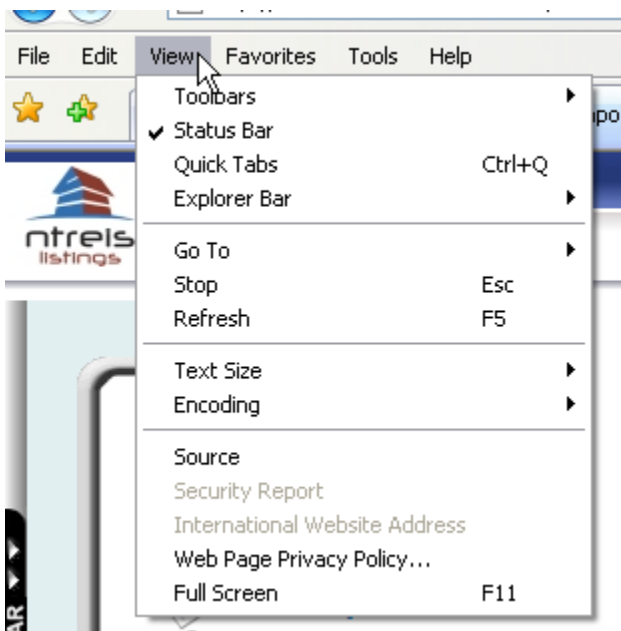 File Edit View Favorites Tools Help
Toolbars
Status Bar
Quick Tabs Ctrl+Q
Explorer Bar
ntreis
listings
Go To
Stop Esc
Refresh F5
Text Size
Encoding
Source
Security Report
International Website Address
Web Page Privacy Policy...
Full Screen F11